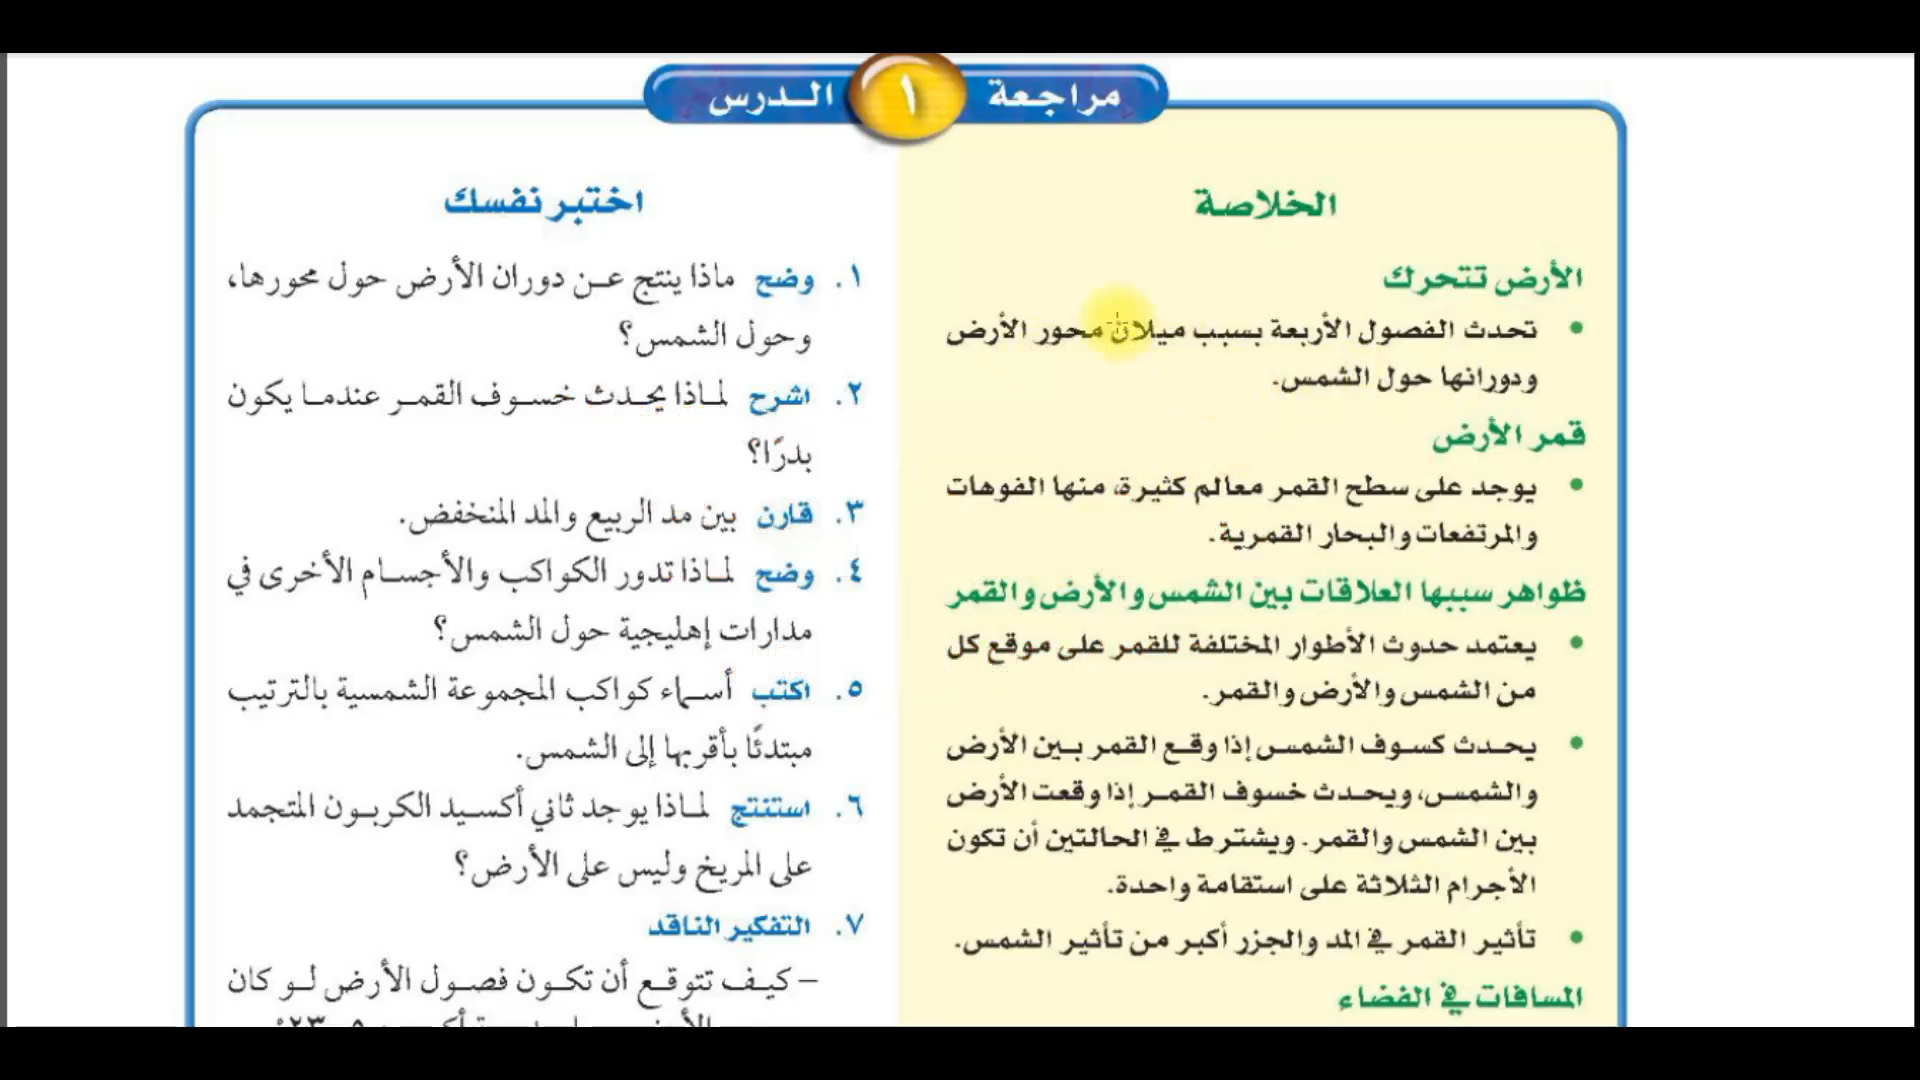 مراجعة ١ الـدرس
الخلاصة
الأرض تتحرك
• تحدث الفصول الأربعة بسبب ميلان محور الأرض
ودورانها حول الشمس.
قمر الأرض
• يوجد على سطح القمر معالم كثيرة، منها الفوهات
والمرتفعات والبحار القمرية.
ظواهر سببها العلاقات بين الشمس والأرض والقمر
• يعتمد حدوث الأطوار المختلفة للقمر على موقع كل
من الشمس والأرض والقمر.
• يحدث كسوف الشمس إذا وقع القمر بين الأرض
والشمس، ويحدث خسوف القمر إذا وقعت الأرض
بين الشمس والقمر. ويشترط في الحالتين أن تكون
الأجرام الثلاثة على استقامة واحدة.
• تأثير القمر في المد والجزر أكبر من تأثير الشمس.
المسافات في الفضاء
اختبر نفسك
١. وضح ماذا ينتج عن دوران الأرض حول محورها،
وحول الشمس؟
٢. اشرح لماذا يحدث خسوف القمر عندما يكون
بدرًا؟
٣. قارن بين مد الربيع والمد المنخفض.
٤. وضح لماذا تدور الكواكب والأجسام الأخرى في
مدارات إهليجية حول الشمس؟
٥. اكتب أسماء كواكب المجموعة الشمسية بالترتيب
مبتدئًا بأقربها إلى الشمس.
٦. استنتج لماذا يوجد ثاني أكسيد الكربون المتجمد
على المريخ وليس على الأرض؟
٧. التفكير الناقد
– كيف تتوقع أن تكون فصول الأرض لو كان